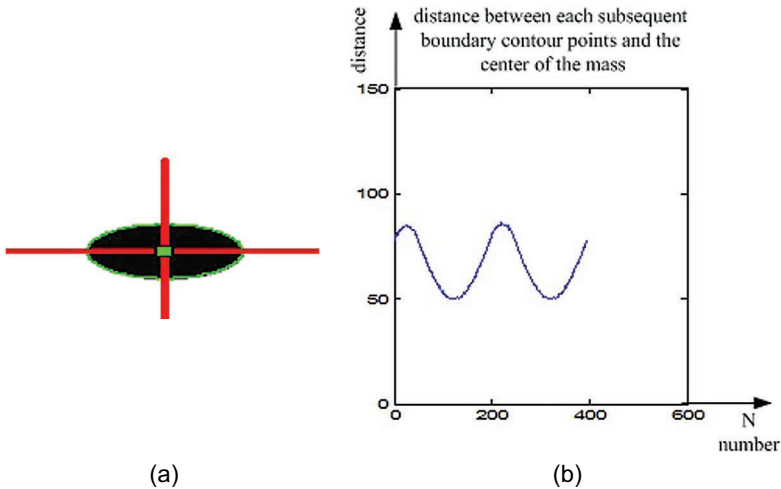 distance between each subsequent
boundary contour points and the
center of the mass
distance
150
100
50
0
0 200 400 600
N
number
(a) (b)